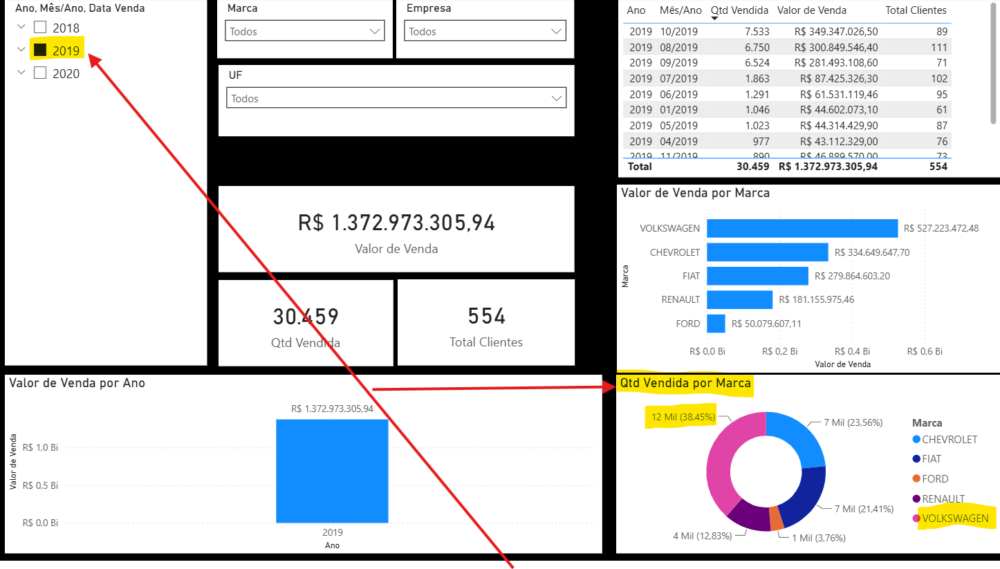 Ano, Mês/Ano, Data Venda
2018
2019
2020
Marca
Todos
Empresa
Todos
UF
Todos
R$ 1.372.973.305,94
Valor de Venda
30.459
Qtd Vendida
554
Total Clientes
Ano Mês/Ano Qtd Vendida Valor de Venda Total Clientes
2019 10/2019 7.533 R$ 349.347.026,50 89
2019 08/2019 6.750 R$ 300.849.546,40 111
2019 09/2019 6.524 R$ 281.493.108,60 71
2019 07/2019 1.863 R$ 87.425.326,30 102
2019 06/2019 1.291 R$ 61.531.119,46 95
2019 01/2019 1.046 R$ 44.602.073,10 61
2019 05/2019 1.023 R$ 44.314.429,90 87
2019 04/2019 977 R$ 43.112.329,00 76
2019 11/2019 890 R$ 46.889.570,00 73
Total 30.459 R$ 1.372.973.305,94 554
Valor de Venda por Marca
Marca
VOLKSWAGEN R$ 527.223.472,48
CHEVROLET R$ 334.649.647,70
FIAT R$ 279.864.603,20
RENAULT R$ 181.155.975,46
FORD R$ 50.079.607,11
R$ 0,0 Bi R$ 0,2 Bi R$ 0,4 Bi R$ 0,6 Bi
Valor de Venda
Valor de Venda por Ano
Valor de Venda
R$ 1.372.973.305,94
R$ 1,0 Bi
R$ 0,5 Bi
R$ 0,0 Bi
2019
Ano
Qtd Vendida por Marca
12 Mil (38,45%)
7 Mil (23,56%)
7 Mil (21,41%)
4 Mil (12,83%)
1 Mil (3,76%)
Marca
CHEVROLET
FIAT
FORD
RENAULT
VOLKSWAGEN